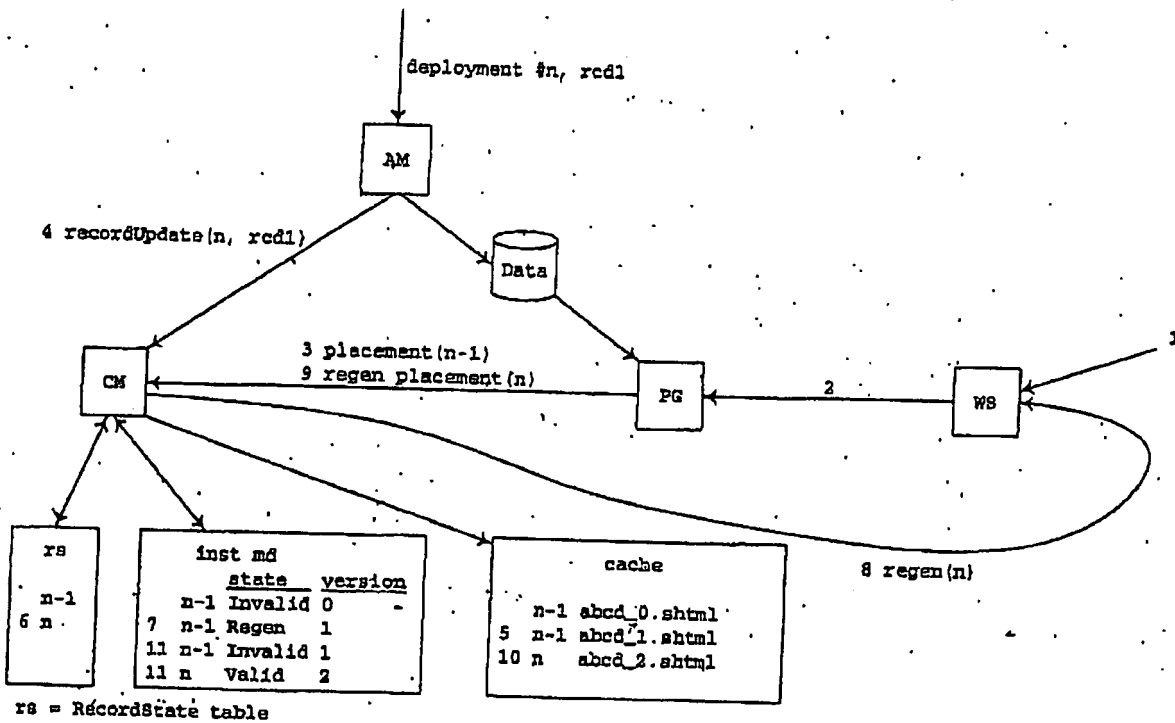 deployment #n, rcd1
AM
4 recordUpdate(n, rcd1)
Data
1
3 placement(n-1)
9 regen placement(n)
2
CM
PG
WS
rs
n-1
6 n
inst md
state version
n-1 Invalid 0
7 n-1 Regen 1
11 n-1 Invalid 1
11 n Valid 2
cache
n-1 abcd_0.shtml
5 n-1 abcd_1.shtml
10 n abcd_2.shtml
8 regen(n)
rs = RecordState table